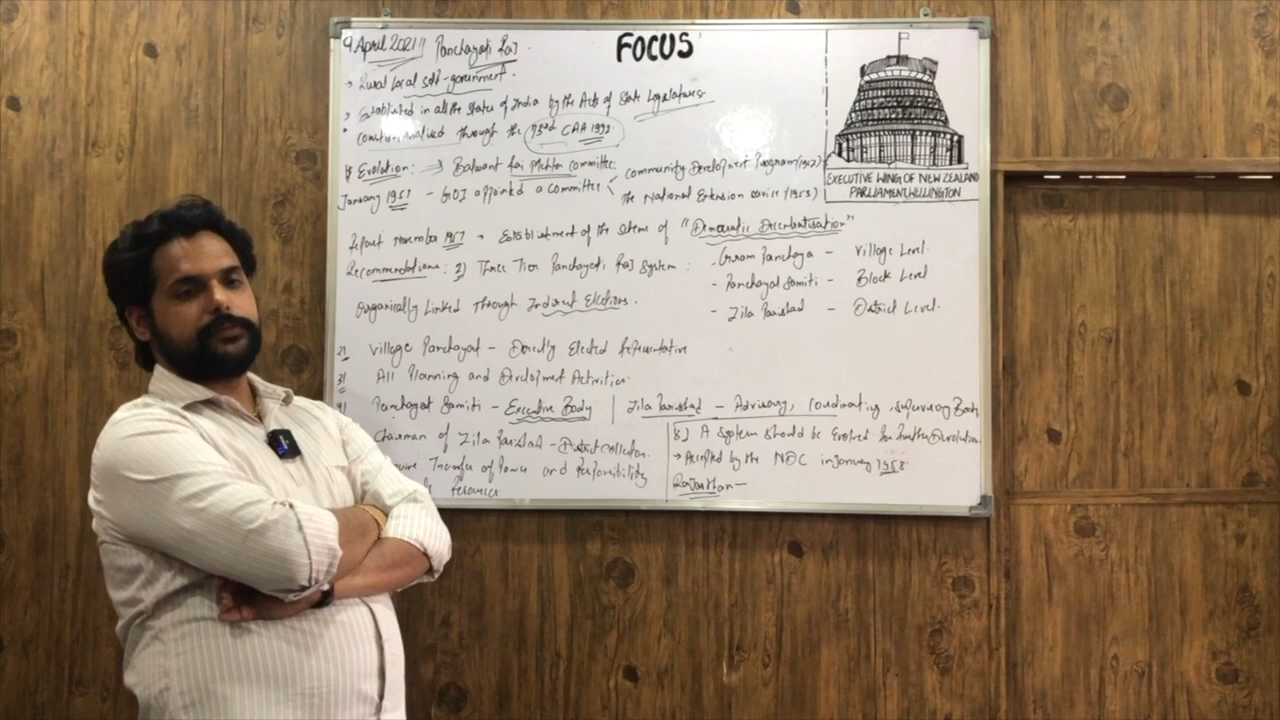 FOCUS
9 April 2021 || Panchayati Raj.
→ Rural local self-government.
→ Established in all the States of India by the Acts of State Legislatures
through the 73rd CAA 1992
Evolution: → Balwant Rai Mehta Committee:
January 1957 - GOI appointed a committee < Community Development Program (1952)
The National Extension Service (1953)
EXECUTIVE WING OF NEW ZEALAND
PARLIAMENT, WELLINGTON
Report November 1957 → Establishment of the scheme of "Democratic Decentralisation"
Recommendations: 1) Three Tier Panchayati Raj System : - Gram Panchaya - Village Level.
- Panchayat Samiti - Block Level
- Zila Parishad - District Level.
Organically Linked Through Indirect Elections.
2) Village Panchayat - Directly Elected Representative
3) All Planning and Development Activities.
4) Panchayat Samiti - Executive Body | Zila Parishad - Advisory, Coordinating, Supervisory Body
Chairman of Zila Parishad - District Collector.
Transfer of Power and Responsibility
8) A System should be Evolved for further Devolution
→ Accepted by the NDC in January 1958.
Rajasthan -